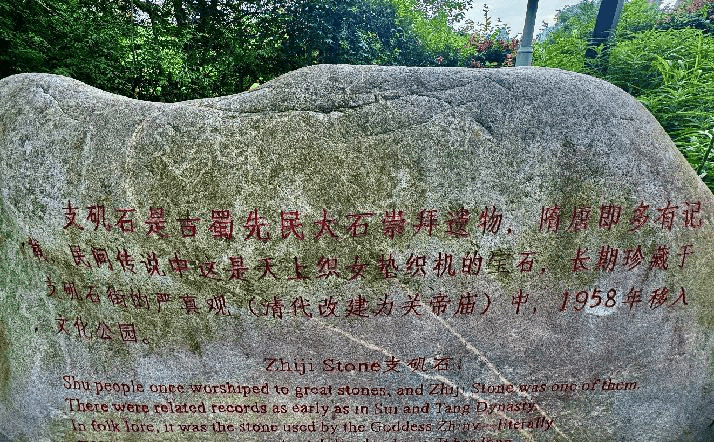 支矶石是古蜀先民大石崇拜遗物，隋唐即多有记
载，民间传说中这是天上织女垫织机的宝石，长期珍藏于
支矶石街的严真观（清代改建为关帝庙）中，1958年移入
文化公园。
Zhiji Stone支矶石
Shu people once worshiped to great stones, and Zhiji Stone was one of them.
There were related records as early as in Sui and Tang Dynasty.
In folk lore, it was the stone used by the Goddess Zhinv—literally